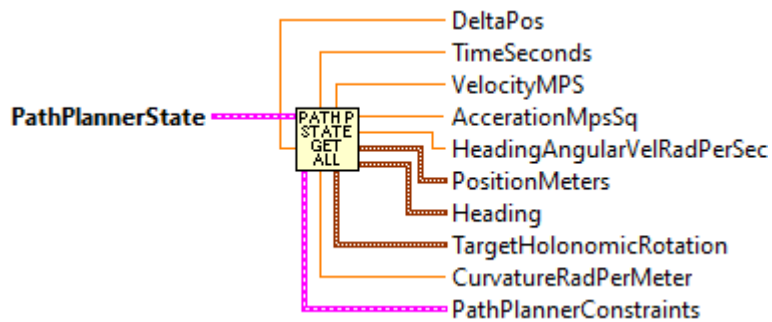 DeltaPos
TimeSeconds
VelocityMPS
PathPlannerState
AccerationMpsSq
PATH P
STATE
GET
ALL
HeadingAngularVelRadPerSec
PositionMeters
Heading
TargetHolonomicRotation
CurvatureRadPerMeter
PathPlannerConstraints